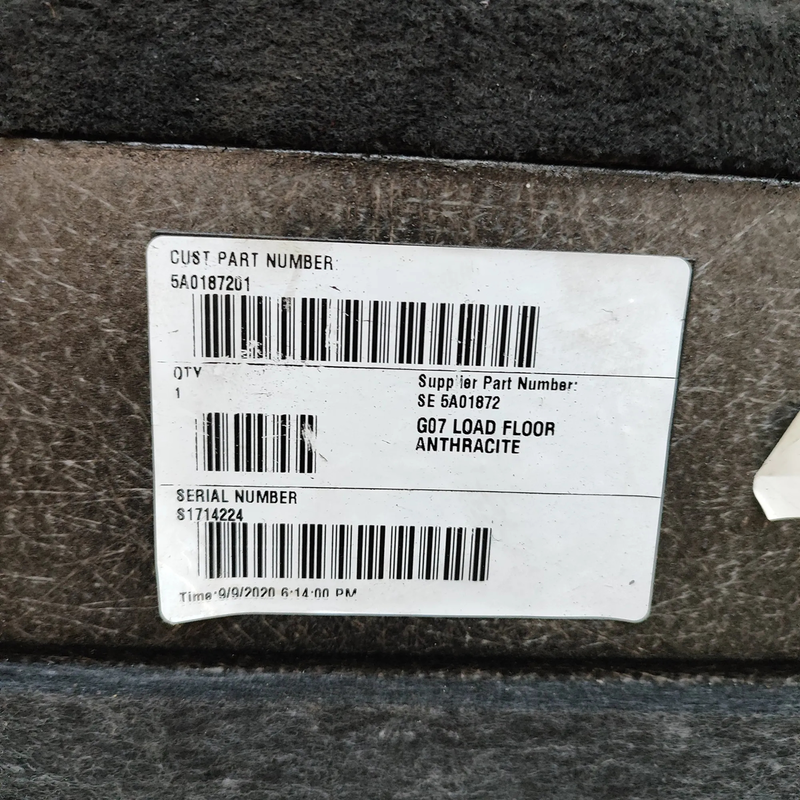 CUST PART NUMBER:
5A0187201
QTY
1
Supplier Part Number:
SE 5A01872
G07 LOAD FLOOR
ANTHRACITE
SERIAL NUMBER
S1714224
Time:9/9/2020 6:14:00 PM